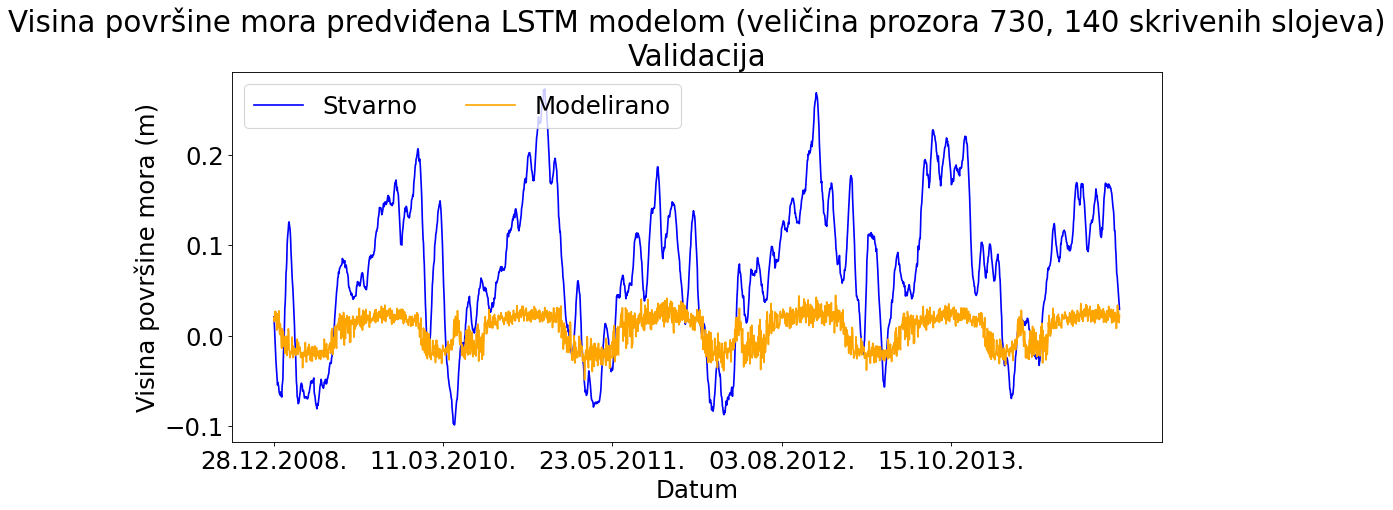 Visina površine mora predviđena LSTM modelom (veličina prozora 730, 140 skrivenih slojeva)
Validacija
Stvarno Modelirano
Visina površine mora (m)
0.2
0.1
0.0
−0.1
28.12.2008. 11.03.2010. 23.05.2011. 03.08.2012. 15.10.2013.
Datum